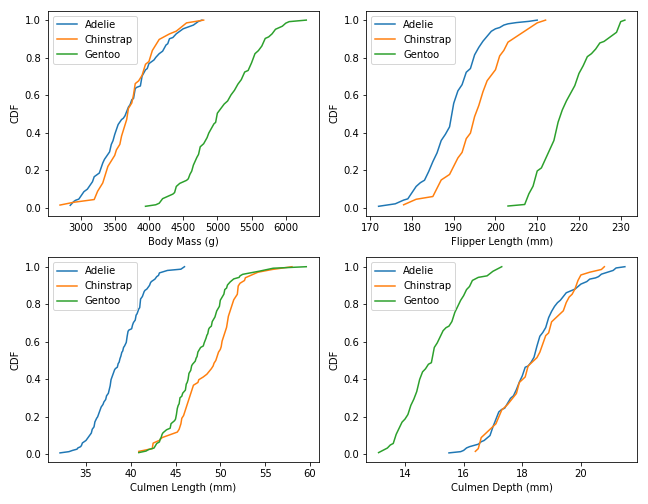 1.0
0.8
0.6
0.4
0.2
0.0
CDF
Adelie
Chinstrap
Gentoo
3000 3500 4000 4500 5000 5500 6000
Body Mass (g)
1.0
0.8
0.6
0.4
0.2
0.0
CDF
Adelie
Chinstrap
Gentoo
170 180 190 200 210 220 230
Flipper Length (mm)
1.0
0.8
0.6
0.4
0.2
0.0
CDF
Adelie
Chinstrap
Gentoo
35 40 45 50 55 60
Culmen Length (mm)
1.0
0.8
0.6
0.4
0.2
0.0
CDF
Adelie
Chinstrap
Gentoo
14 16 18 20
Culmen Depth (mm)